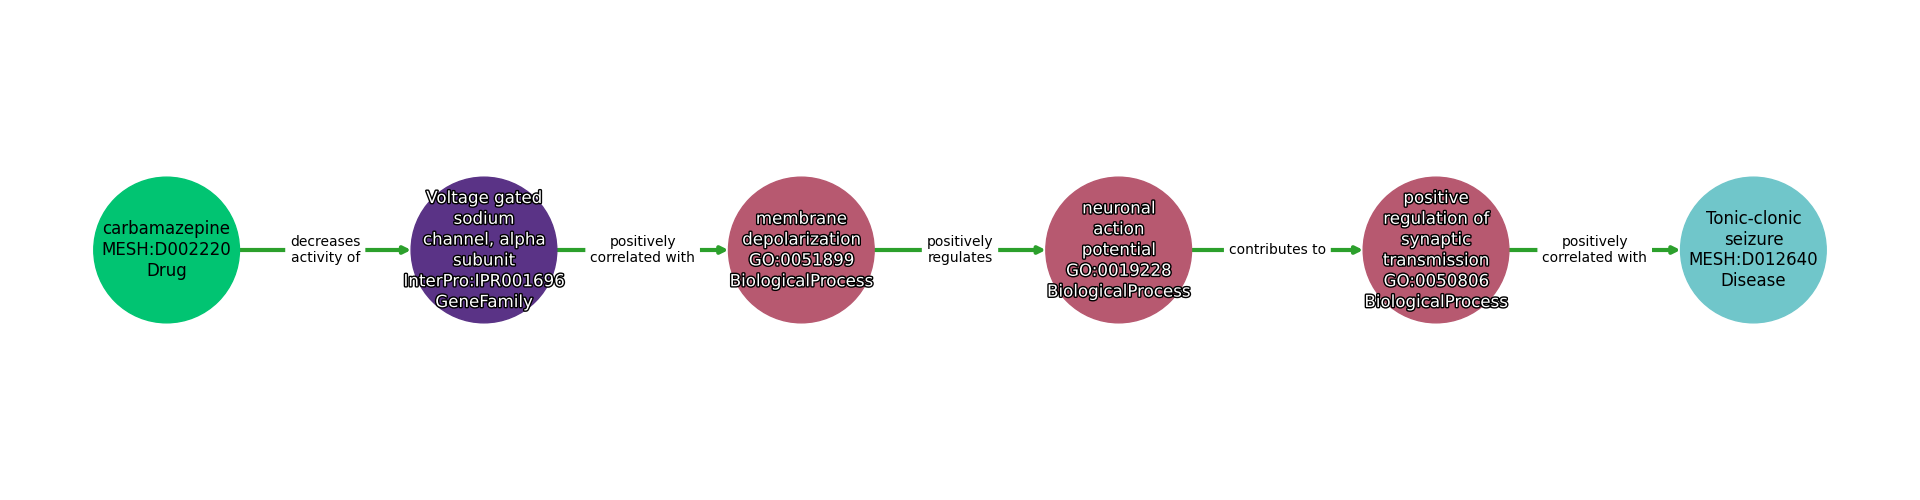 carbamazepine
MESH:D002220
Drug
decreases
activity of
Voltage gated
sodium
channel, alpha
subunit
InterPro:IPR001696
GeneFamily
positively
correlated with
membrane
depolarization
GO:0051899
BiologicalProcess
positively
regulates
neuronal
action
potential
GO:0019228
BiologicalProcess
contributes to
positive
regulation of
synaptic
transmission
GO:0050806
BiologicalProcess
positively
correlated with
Tonic-clonic
seizure
MESH:D012640
Disease